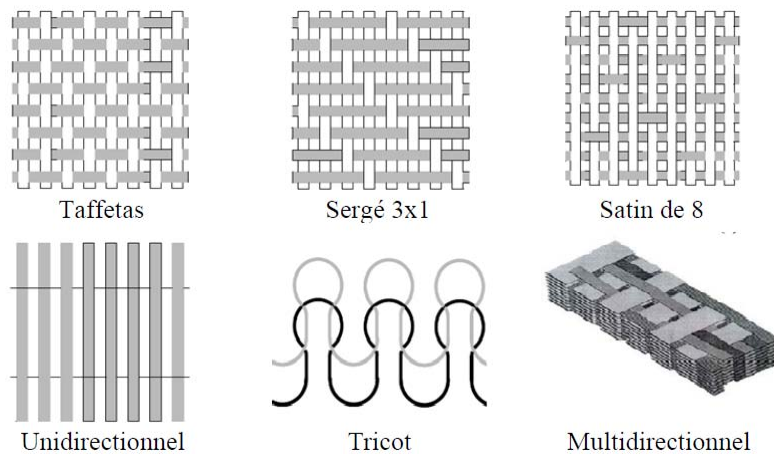 Taffetas
Sergé 3x1
Satin de 8
Unidirectionnel
Tricot
Multidirectionnel